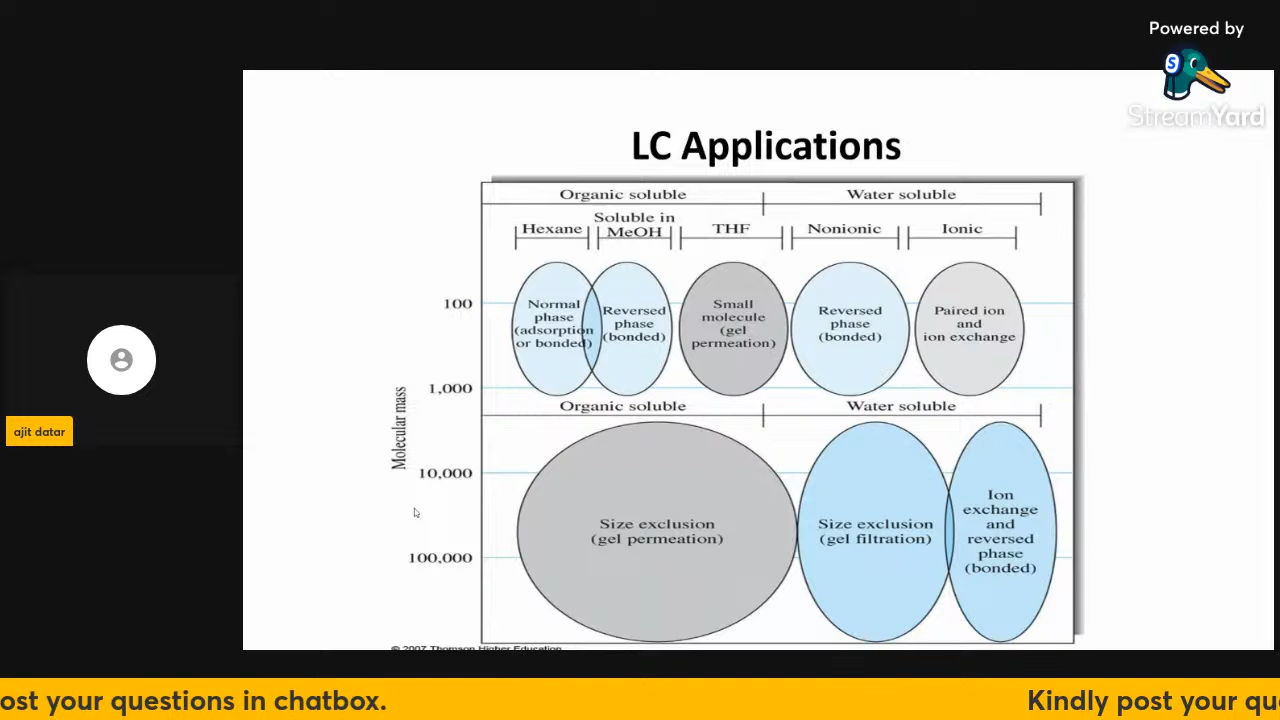 Powered by
StreamYard
LC Applications
Organic soluble
Water soluble
Hexane
Soluble in
MeOH
THF
Nonionic
Ionic
Molecular mass
100
1,000
10,000
100,000
Normal
phase
(adsorption
or bonded)
Reversed
phase
(bonded)
Small
molecule
(gel
permeation)
Reversed
phase
(bonded)
Paired ion
and
ion exchange
Organic soluble
Water soluble
Size exclusion
(gel permeation)
Size exclusion
(gel filtration)
Ion
exchange
and
reversed
phase
(bonded)
© 2007 Thomson Higher Education
ajit datar
ost your questions in chatbox.
Kindly post your qu